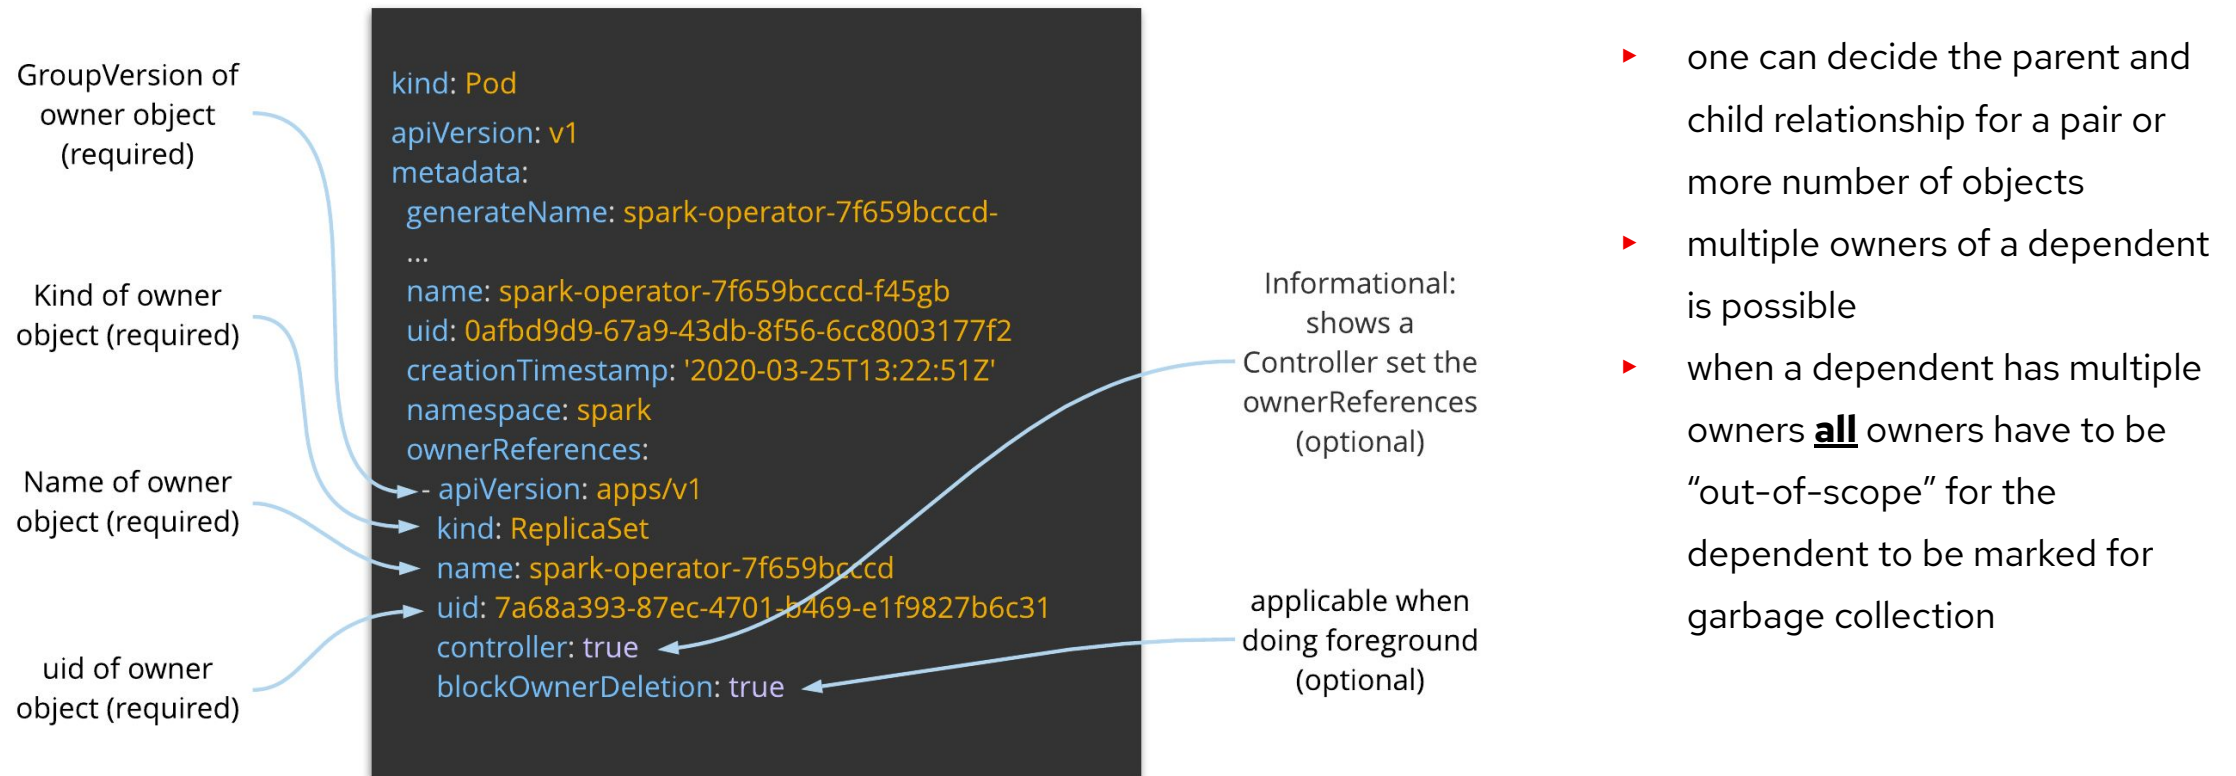 GroupVersion of
owner object
(required)
Kind of owner
object (required)
Name of owner
object (required)
uid of owner
object (required)
kind: Pod
apiVersion: v1
metadata:
generateName: spark-operator-7f659bcccd-
...
name: spark-operator-7f659bcccd-f45gb
uid: 0afbd9d9-67a9-43db-8f56-6cc8003177f2
creationTimestamp: '2020-03-25T13:22:51Z'
namespace: spark
ownerReferences:
- apiVersion: apps/v1
kind: ReplicaSet
name: spark-operator-7f659bcccd
uid: 7a68a393-87ec-4701-b469-e1f9827b6c31
controller: true
blockOwnerDeletion: true
Informational:
shows a
Controller set the
ownerReferences
(optional)
applicable when
doing foreground
(optional)
‣ one can decide the parent and
child relationship for a pair or
more number of objects
‣ multiple owners of a dependent
is possible
‣ when a dependent has multiple
owners all owners have to be
“out-of-scope” for the
dependent to be marked for
garbage collection